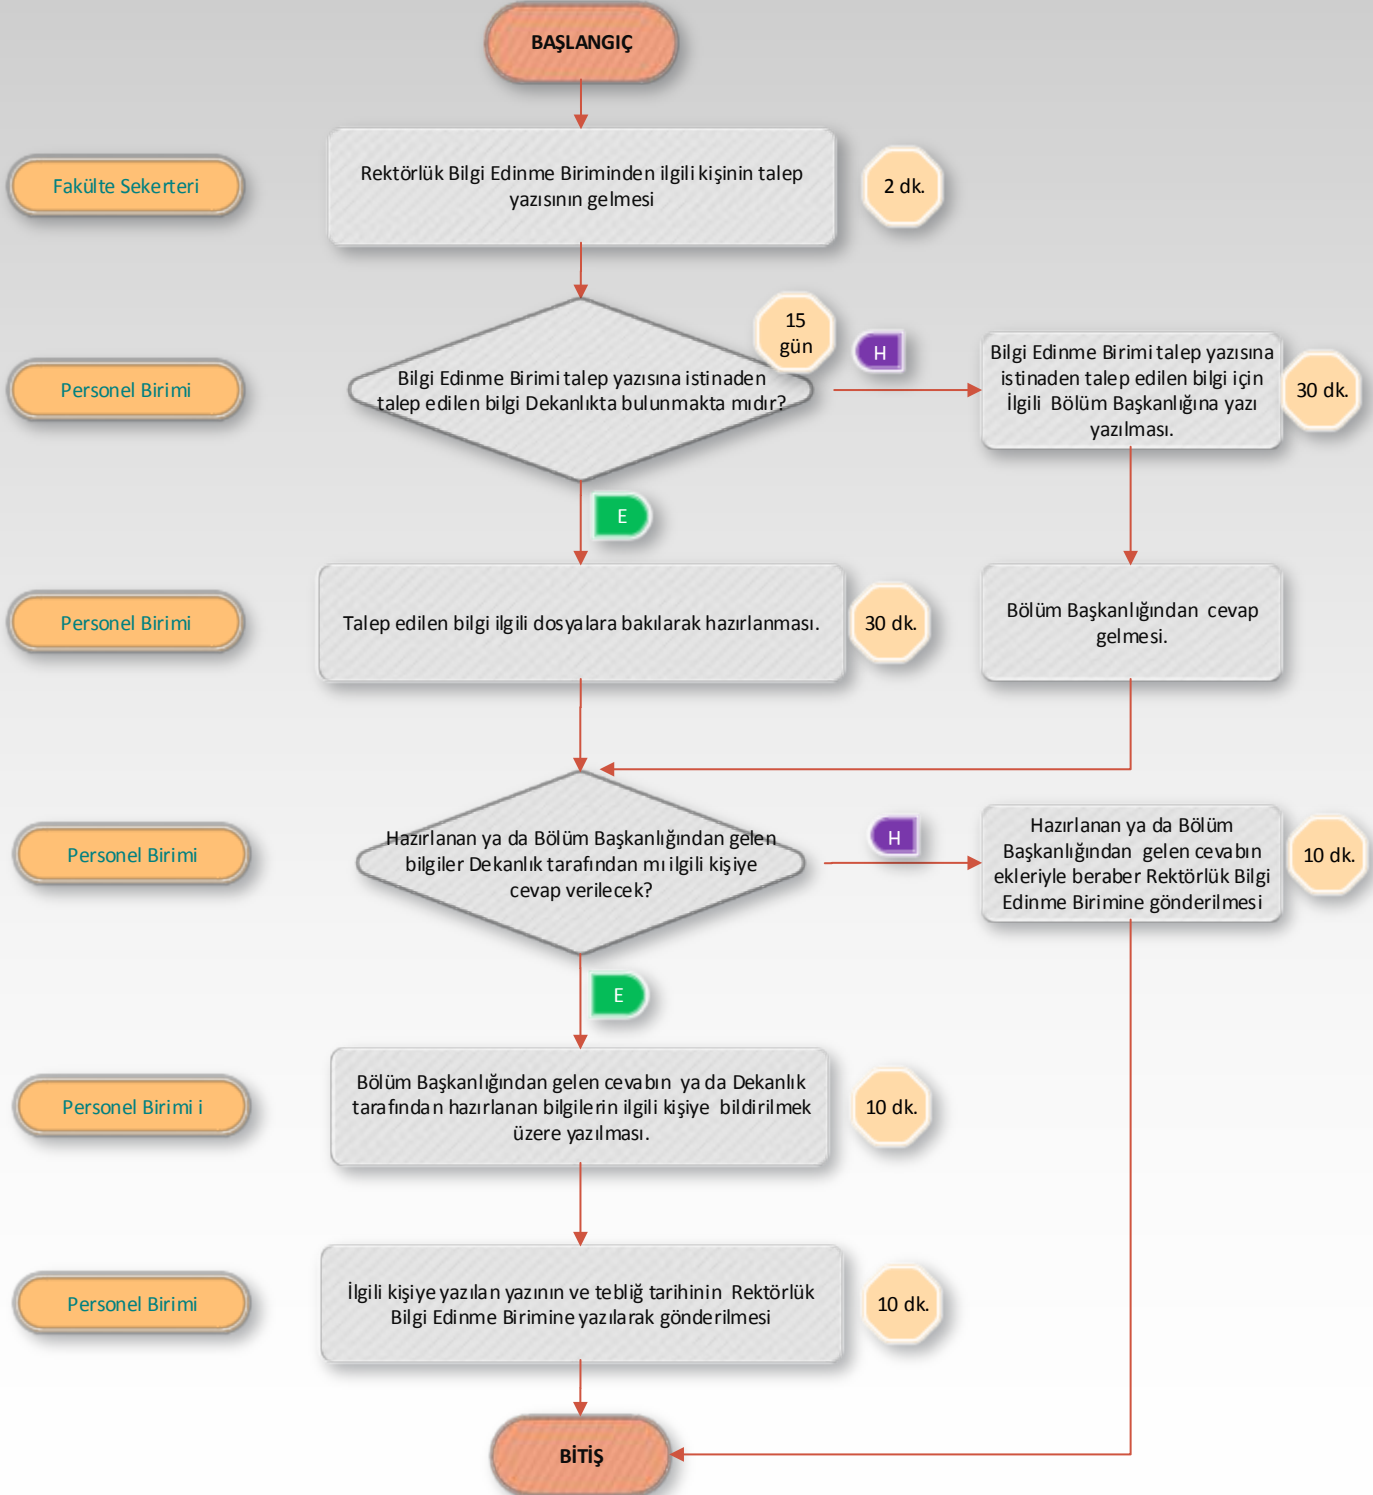 BAŞLANGIÇ
Fakülte Sekerteri
Rektörlük Bilgi Edinme Biriminden ilgili kişinin talep
yazısının gelmesi
2 dk.
15
gün
Personel Birimi
Bilgi Edinme Birimi talep yazısına istinaden
talep edilen bilgi Dekanlıkta bulunmakta mıdır?
H
Bilgi Edinme Birimi talep yazısına
istinaden talep edilen bilgi için
İlgili Bölüm Başkanlığına yazı
yazılması.
30 dk.
E
Personel Birimi
Talep edilen bilgi ilgili dosyalara bakılarak hazırlanması.
30 dk.
Bölüm Başkanlığından cevap
gelmesi.
Personel Birimi
Hazırlanan ya da Bölüm Başkanlığından gelen
bilgiler Dekanlık tarafından mı ilgili kişiye
cevap verilecek?
H
Hazırlanan ya da Bölüm
Başkanlığından gelen cevabın
ekleriyle beraber Rektörlük Bilgi
Edinme Birimine gönderilmesi
10 dk.
E
Personel Birimi i
Bölüm Başkanlığından gelen cevabın ya da Dekanlık
tarafından hazırlanan bilgilerin ilgili kişiye bildirilmek
üzere yazılması.
10 dk.
Personel Birimi
İlgili kişiye yazılan yazının ve tebliğ tarihinin Rektörlük
Bilgi Edinme Birimine yazılarak gönderilmesi
10 dk.
BİTİŞ